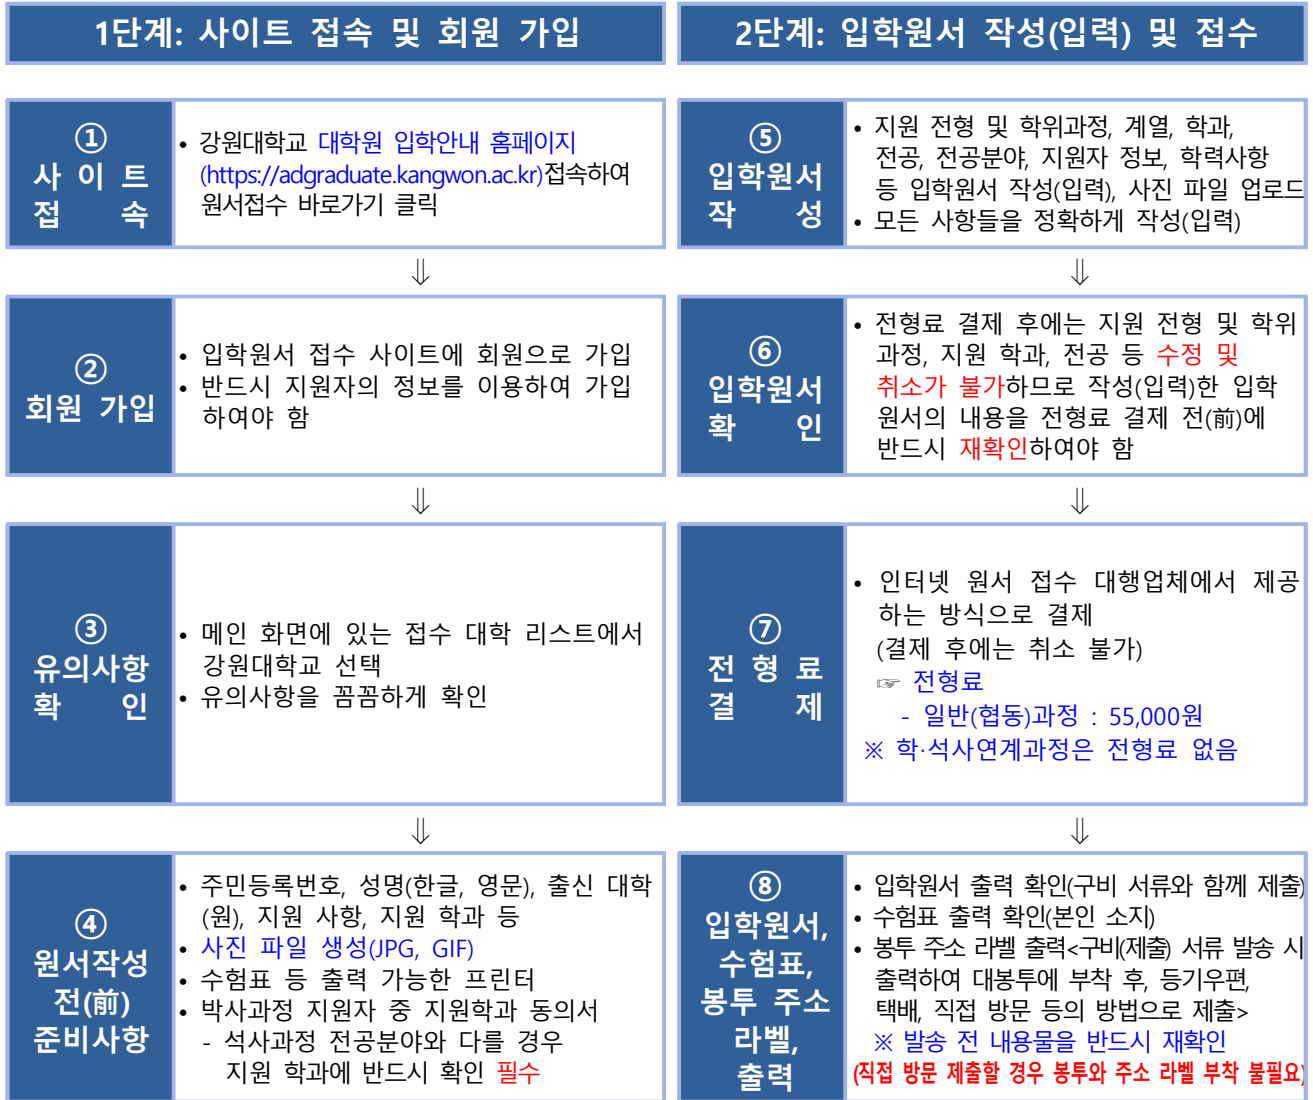 1단계: 사이트 접속 및 회원 가입
①
사 이 트
접 속
• 강원대학교 대학원 입학안내 홈페이지
(https://adgraduate.kangwon.ac.kr)접속하여
원서접수 바로가기 클릭
⇓
②
회원 가입
• 입학원서 접수 사이트에 회원으로 가입
• 반드시 지원자의 정보를 이용하여 가입
하여야 함
⇓
③
유의사항
확 인
• 메인 화면에 있는 접수 대학 리스트에서
강원대학교 선택
• 유의사항을 꼼꼼하게 확인
⇓
④
원서작성
전(前)
준비사항
• 주민등록번호, 성명(한글, 영문), 출신 대학
(원), 지원 사항, 지원 학과 등
• 사진 파일 생성(JPG, GIF)
• 수험표 등 출력 가능한 프린터
• 박사과정 지원자 중 지원학과 동의서
- 석사과정 전공분야와 다를 경우
지원 학과에 반드시 확인 필수
2단계: 입학원서 작성(입력) 및 접수
⑤
입학원서
작 성
• 지원 전형 및 학위과정, 계열, 학과,
전공, 전공분야, 지원자 정보, 학력사항
등 입학원서 작성(입력), 사진 파일 업로드
• 모든 사항들을 정확하게 작성(입력)
⇓
⑥
입학원서
확 인
• 전형료 결제 후에는 지원 전형 및 학위
과정, 지원 학과, 전공 등 수정 및
취소가 불가하므로 작성(입력)한 입학
원서의 내용을 전형료 결제 전(前)에
반드시 재확인하여야 함
⇓
⑦
전 형 료
결 제
• 인터넷 원서 접수 대행업체에서 제공
하는 방식으로 결제
(결제 후에는 취소 불가)
☞ 전형료
- 일반(협동)과정 : 55,000원
※ 학·석사연계과정은 전형료 없음
⇓
⑧
입학원서,
수험표,
봉투 주소
라벨,
출력
• 입학원서 출력 확인(구비 서류와 함께 제출)
• 수험표 출력 확인(본인 소지)
• 봉투 주소 라벨 출력<구비(제출) 서류 발송 시
출력하여 대봉투에 부착 후, 등기우편,
택배, 직접 방문 등의 방법으로 제출>
※ 발송 전 내용물을 반드시 재확인
(직접 방문 제출할 경우 봉투와 주소 라벨 부착 불필요)